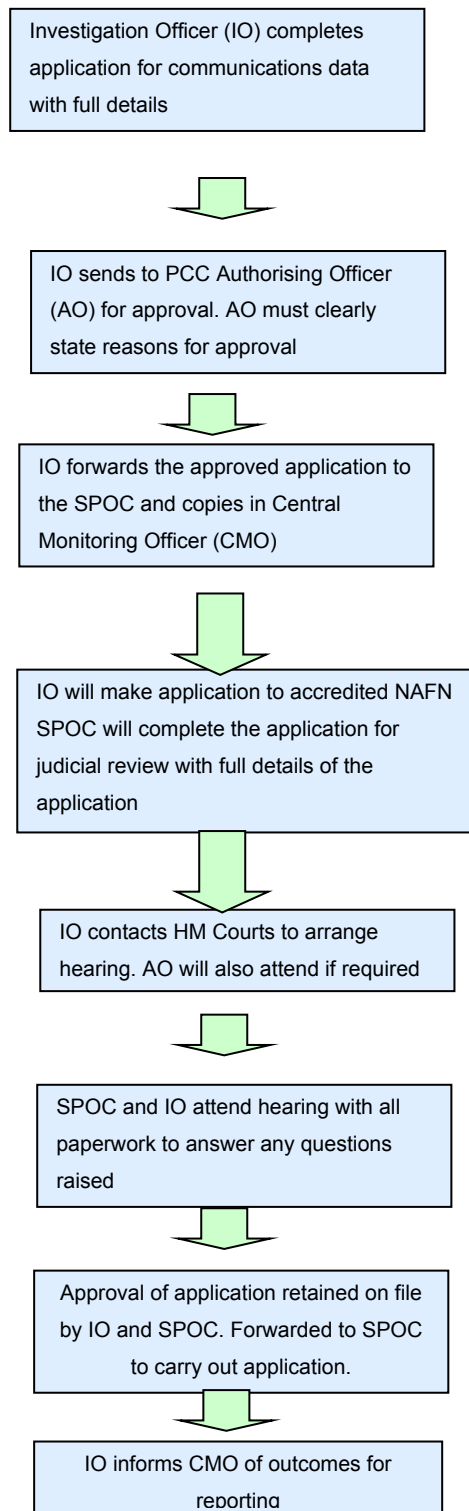 Investigation Officer (IO) completes
application for communications data
with full details
IO sends to PCC Authorising Officer
(AO) for approval. AO must clearly
state reasons for approval
IO forwards the approved application to
the SPOC and copies in Central
Monitoring Officer (CMO)
IO will make application to accredited NAFN
SPOC will complete the application for
judicial review with full details of the
application
IO contacts HM Courts to arrange
hearing. AO will also attend if required
SPOC and IO attend hearing with all
paperwork to answer any questions
raised
Approval of application retained on file
by IO and SPOC. Forwarded to SPOC
to carry out application.
IO informs CMO of outcomes for
reporting